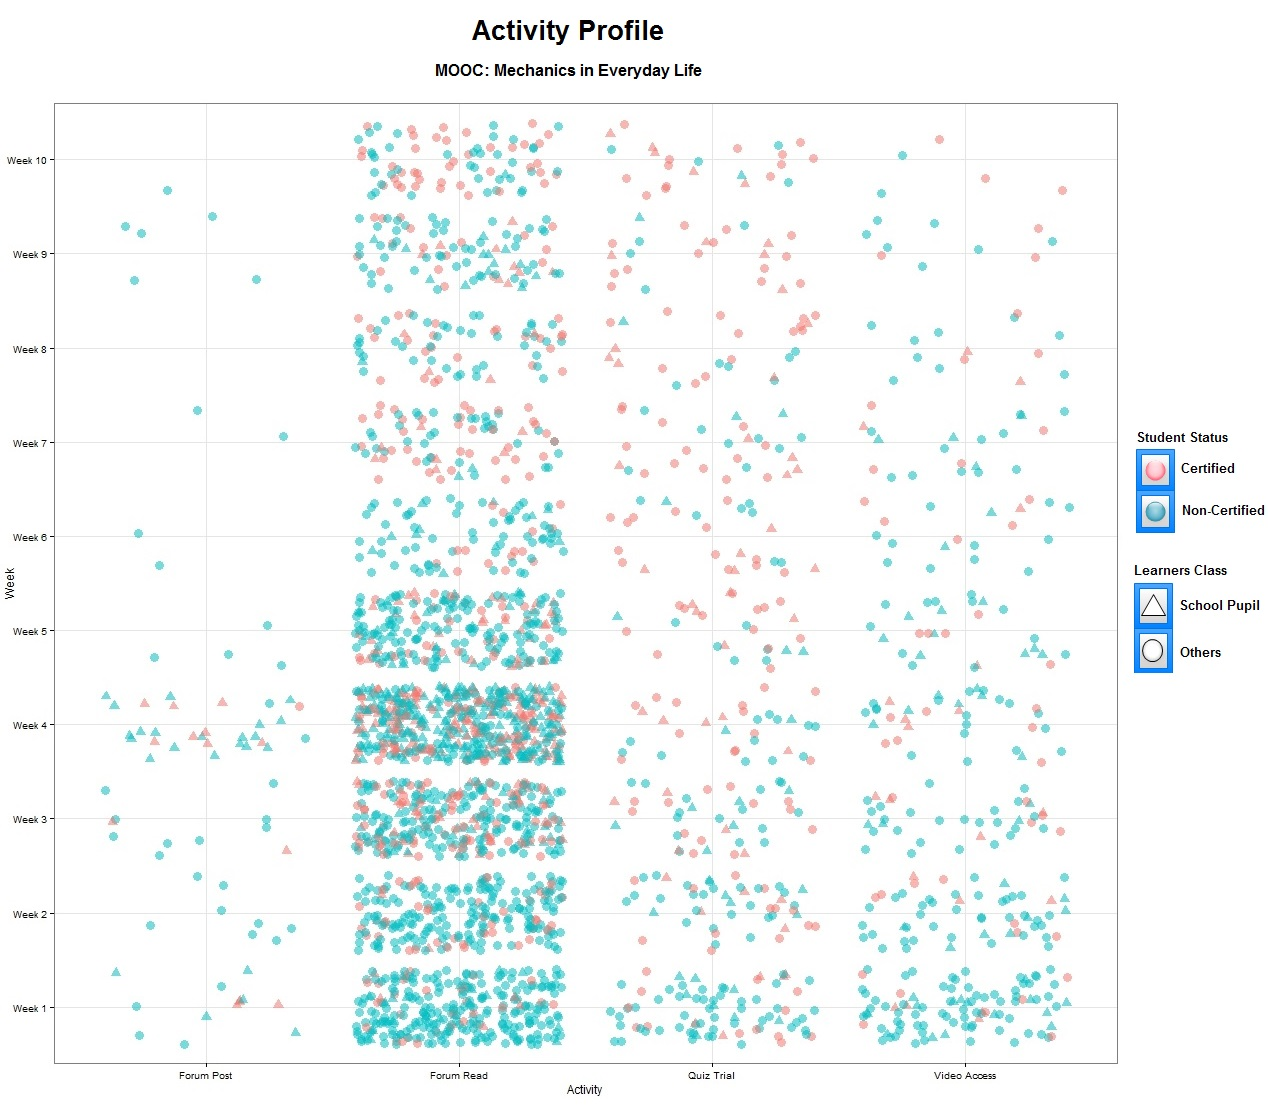 Activity Profile
MOOC: Mechanics in Everyday Life
Week 10
Week 9
Week 8
Week 7
Week 6
Week 5
Week 4
Week 3
Week 2
Week 1
Week
Forum Post
Forum Read
Quiz Trial
Video Access
Activity
Student Status
Certified
Non-Certified
Learners Class
School Pupil
Others